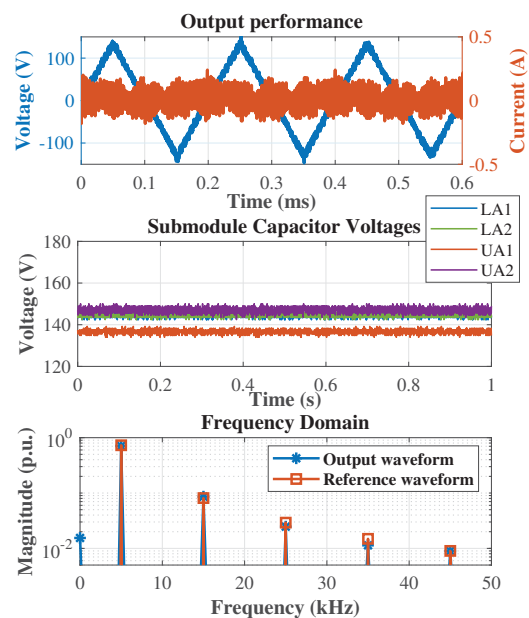 Output performance
Voltage (V)
100
0
-100
0.5
0
-0.5
Current (A)
0 0.1 0.2 0.3 0.4 0.5 0.6
Time (ms)
LA1
LA2
UA1
UA2
Submodule Capacitor Voltages
Voltage (V)
180
160
140
120
0 0.2 0.4 0.6 0.8 1
Time (s)
Frequency Domain
Magnitude (p.u.)
10^0
10^-2
Output waveform
Reference waveform
0 10 20 30 40 50
Frequency (kHz)